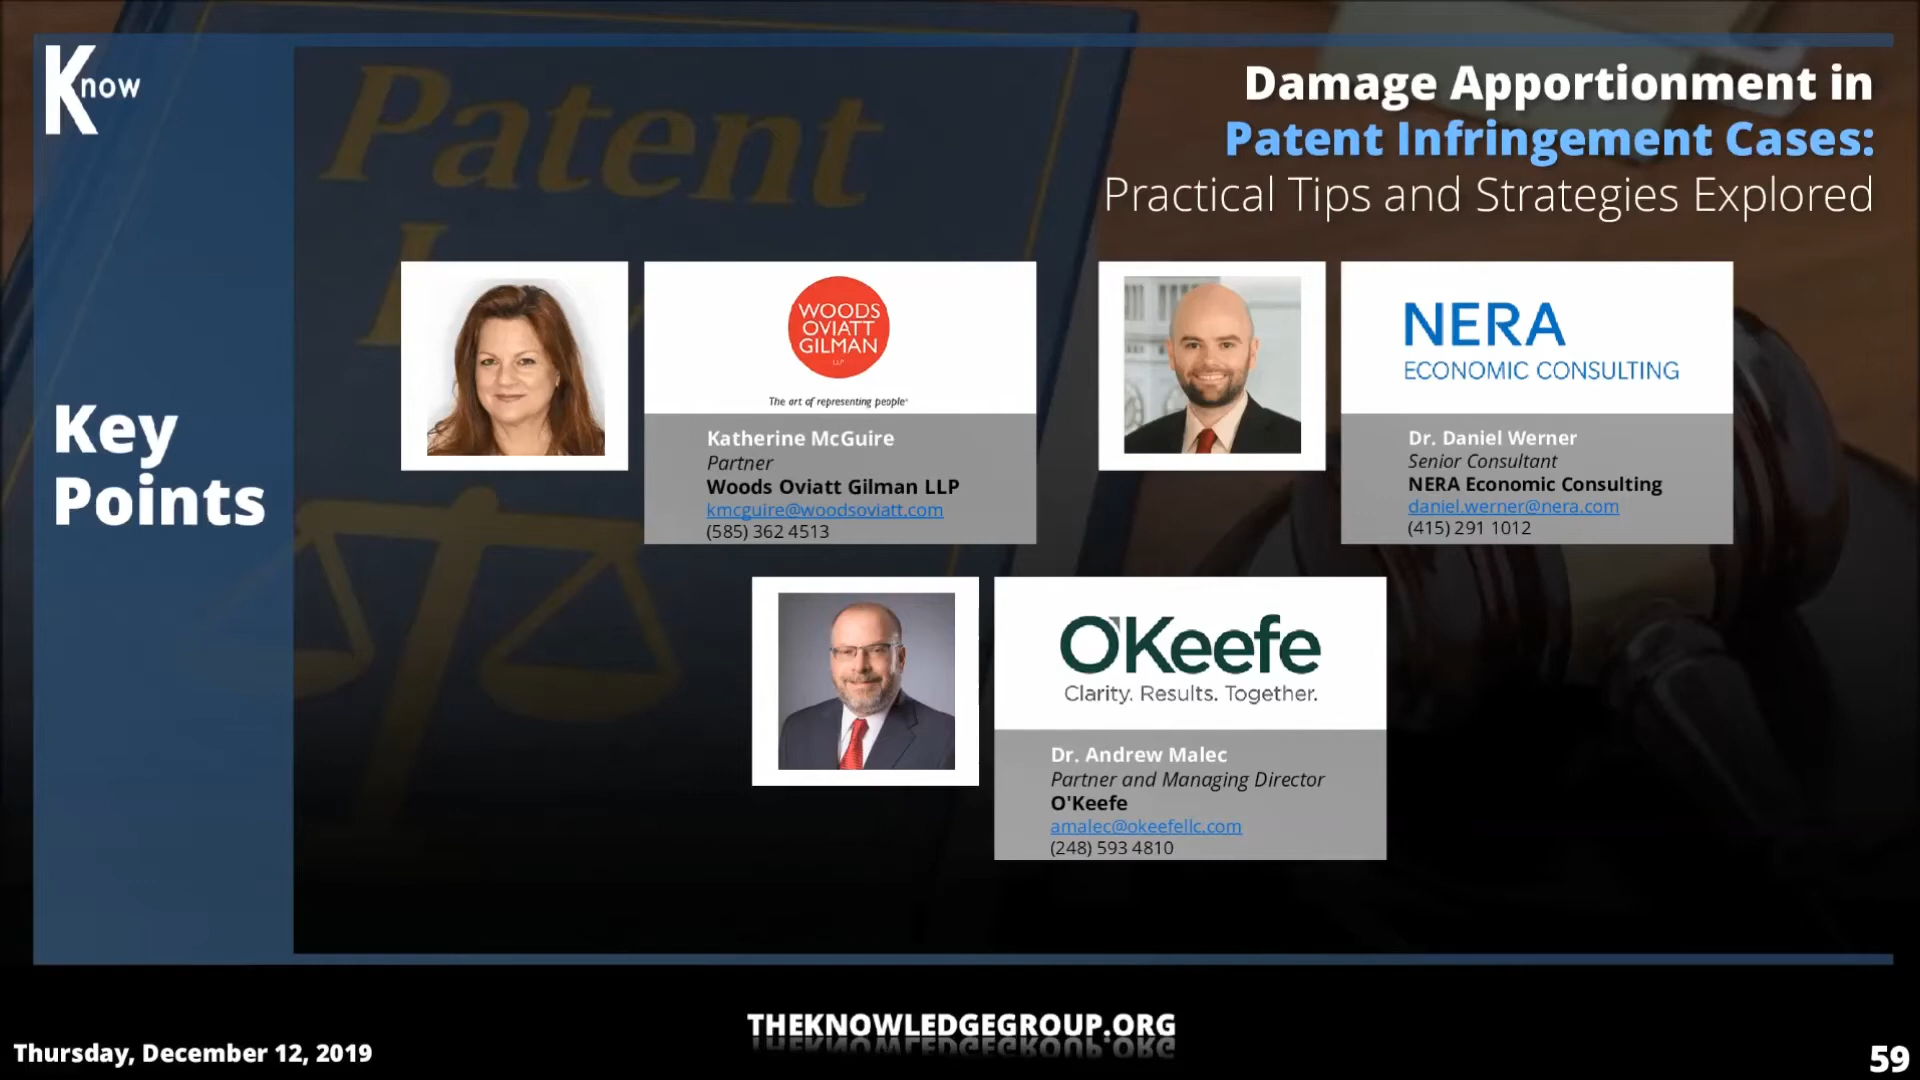 Know
Damage Apportionment in
Patent Infringement Cases:
Practical Tips and Strategies Explored
Patent
L
Key
Points
WOODS
OVIATT
GILMAN
LLP
The art of representing people®
Katherine McGuire
Partner
Woods Oviatt Gilman LLP
kmcguire@woodsoviatt.com
(585) 362 4513
NERA
ECONOMIC CONSULTING
Dr. Daniel Werner
Senior Consultant
NERA Economic Consulting
daniel.werner@nera.com
(415) 291 1012
O'Keefe
Clarity. Results. Together.
Dr. Andrew Malec
Partner and Managing Director
O'Keefe
amalec@okeefellc.com
(248) 593 4810
THEKNOWLEDGEGROUP.ORG
Thursday, December 12, 2019
59